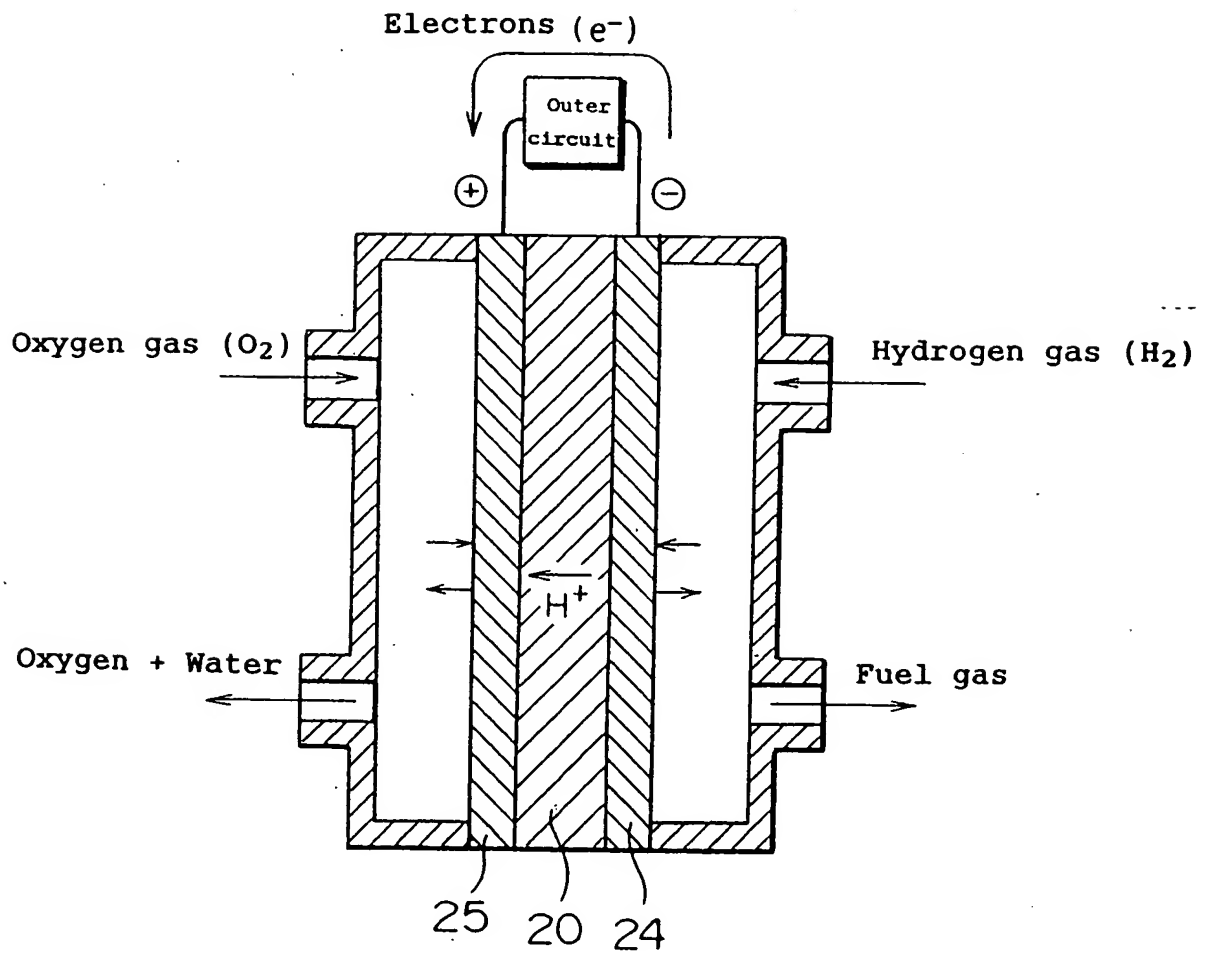 Electrons (e⁻)
Outer
circuit
⊕ ⊖
Oxygen gas (O₂)
Hydrogen gas (H₂)
H⁺
Oxygen + Water
Fuel gas
25 20 24